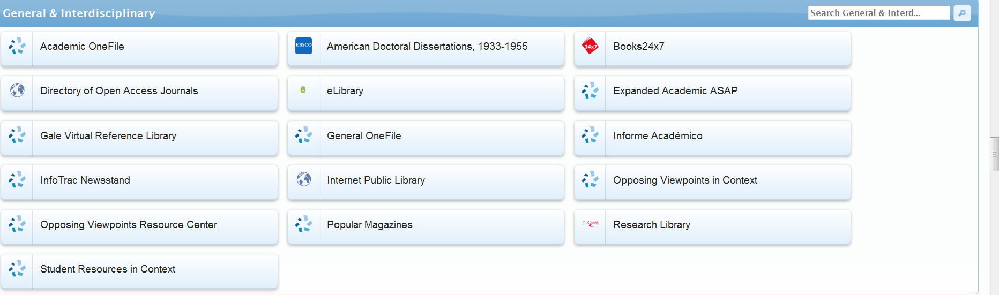 General & Interdisciplinary
Search General & Interd...
Academic OneFile
EBSCO
American Doctoral Dissertations, 1933-1955
24x7
Books24x7
Directory of Open Access Journals
e
eLibrary
Expanded Academic ASAP
Gale Virtual Reference Library
General OneFile
Informe Académico
InfoTrac Newsstand
Internet Public Library
Opposing Viewpoints in Context
Opposing Viewpoints Resource Center
Popular Magazines
ProQuest
Research Library
Student Resources in Context